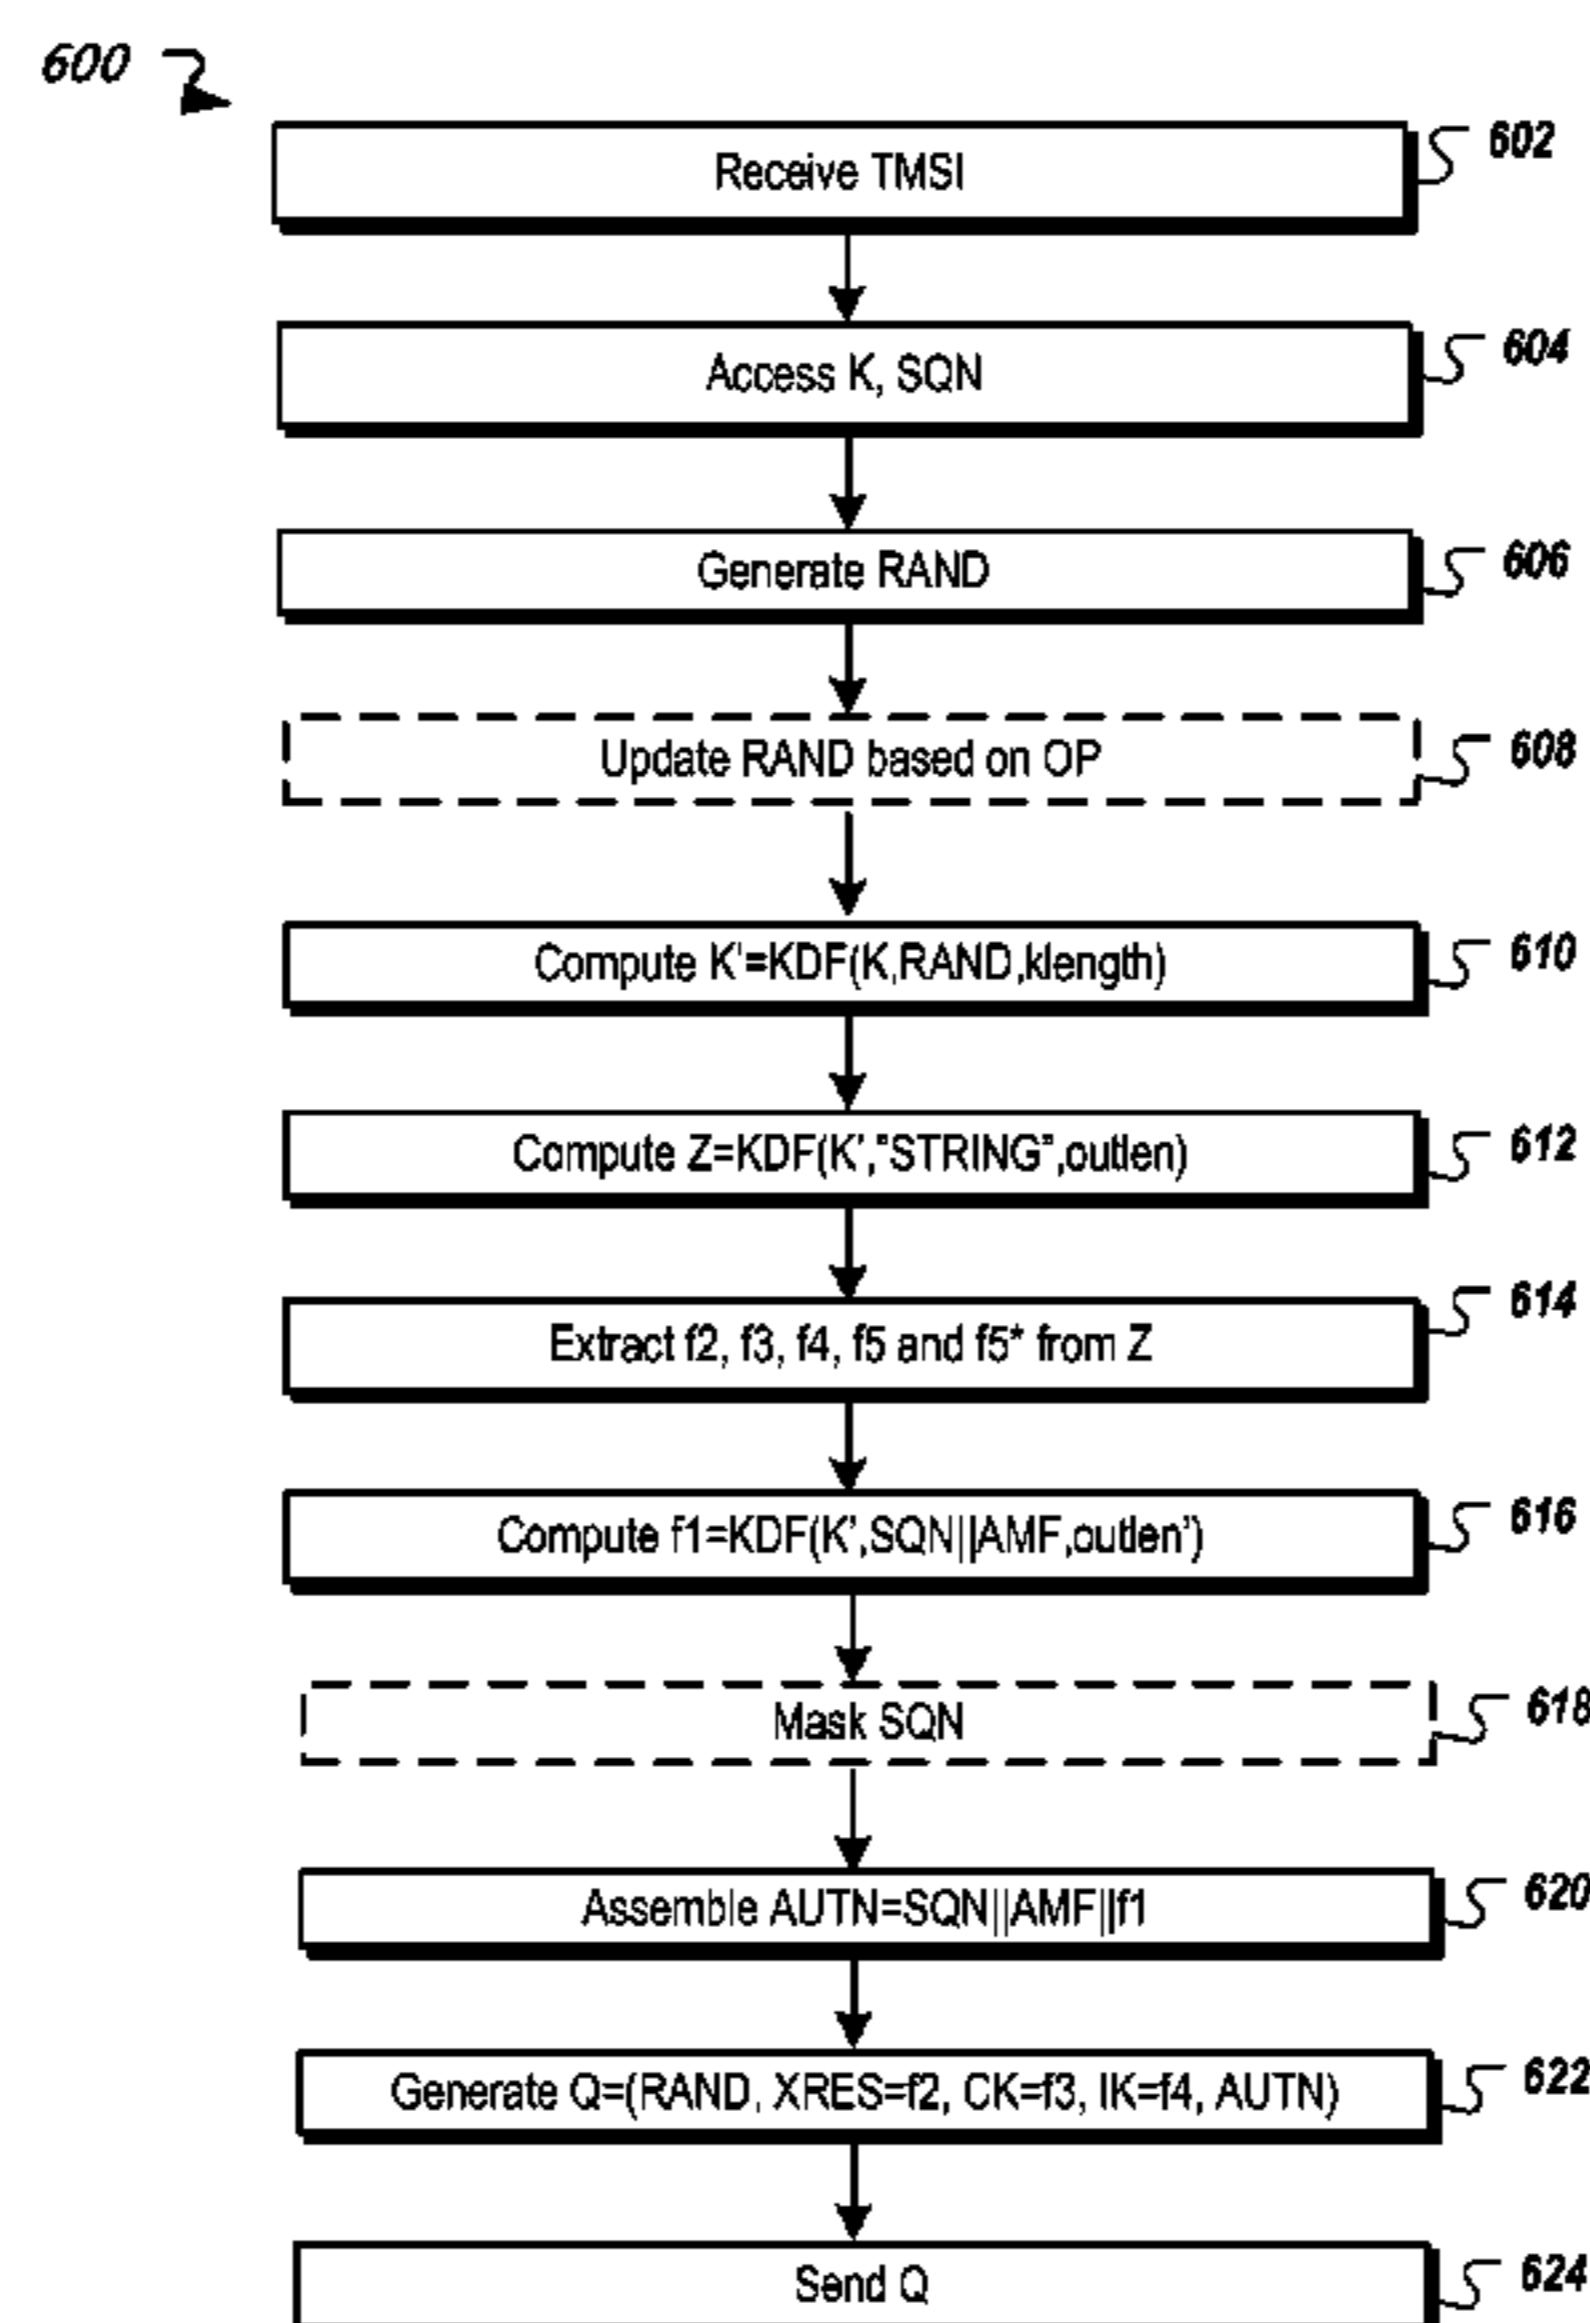 600
Receive TMSI
602
Access K, SQN
604
Generate RAND
606
Update RAND based on OP
608
Compute K'=KDF(K,RAND,klength)
610
Compute Z=KDF(K',"STRING",outlen)
612
Extract f2, f3, f4, f5 and f5* from Z
614
Compute f1=KDF(K',SQN||AMF,outlen')
616
Mask SQN
618
Assemble AUTN=SQN||AMF||f1
620
Generate Q=(RAND, XRES=f2, CK=f3, IK=f4, AUTN)
622
Send Q
624